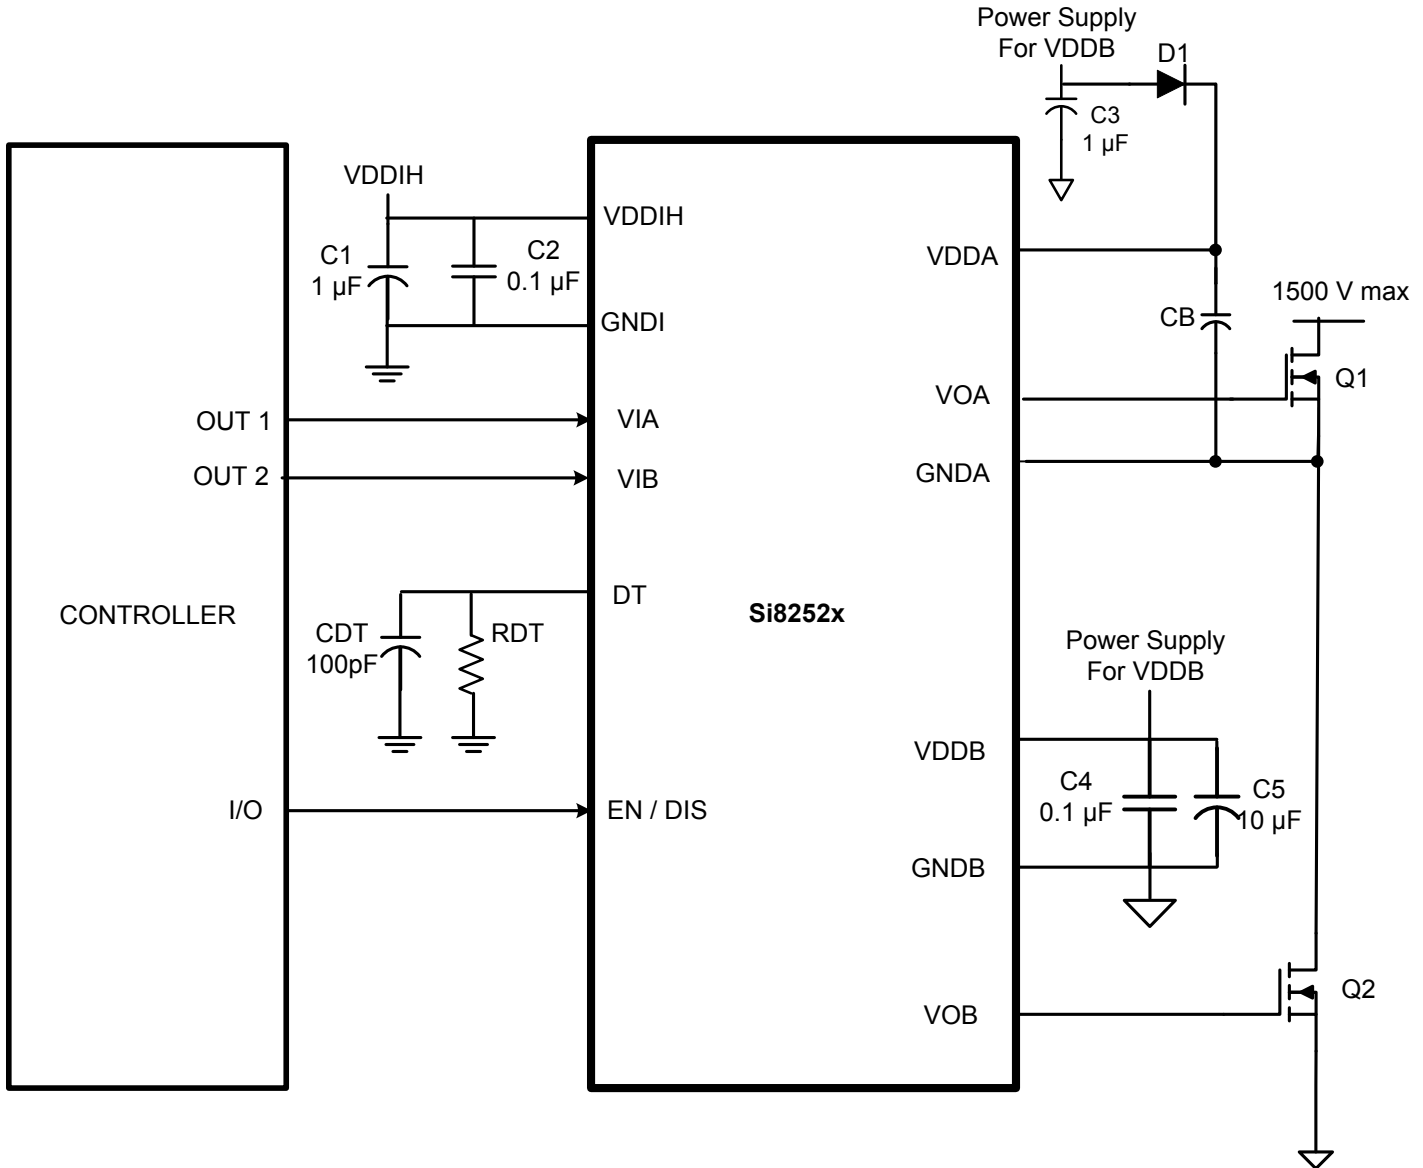 Power Supply
For VDDB
D1
C3
1 µF
VDDIH
VDDIH
C1
1 µF
C2
0.1 µF
GNDI
VDDA
1500 V max
CB
Q1
VOA
OUT 1
VIA
OUT 2
VIB
GNDA
DT
CONTROLLER
CDT
100pF
RDT
Si8252x
Power Supply
For VDDB
VDDB
C4
0.1 µF
C5
10 µF
I/O
EN / DIS
GNDB
VOB
Q2